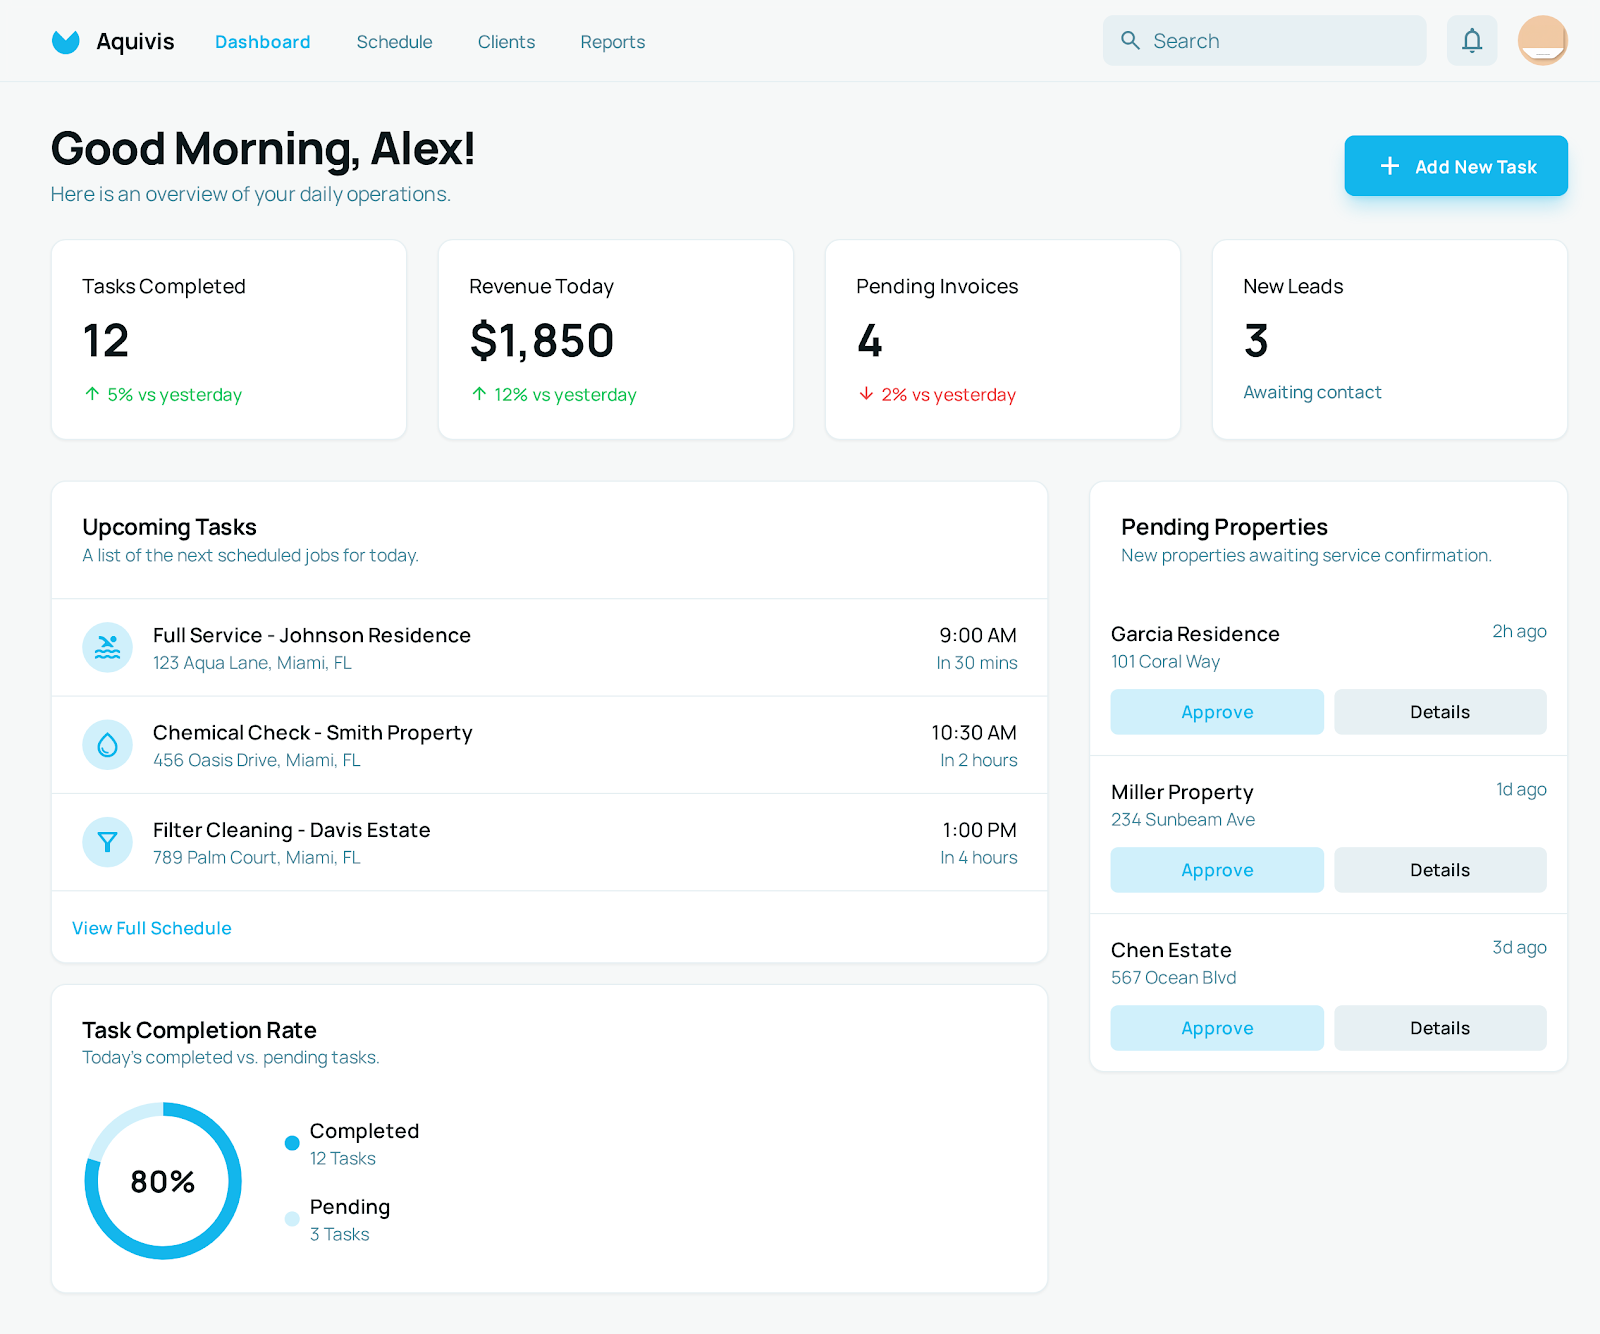 Aquivis
Dashboard
Schedule
Clients
Reports
Search
Good Morning, Alex!
Here is an overview of your daily operations.
Add New Task
Tasks Completed
12
5% vs yesterday
Revenue Today
$1,850
12% vs yesterday
Pending Invoices
4
2% vs yesterday
New Leads
3
Awaiting contact
Upcoming Tasks
A list of the next scheduled jobs for today.
Full Service - Johnson Residence
123 Aqua Lane, Miami, FL
9:00 AM
In 30 mins
Chemical Check - Smith Property
456 Oasis Drive, Miami, FL
10:30 AM
In 2 hours
Filter Cleaning - Davis Estate
789 Palm Court, Miami, FL
1:00 PM
In 4 hours
View Full Schedule
Task Completion Rate
Today's completed vs. pending tasks.
80%
Completed
12 Tasks
Pending
3 Tasks
Pending Properties
New properties awaiting service confirmation.
Garcia Residence
2h ago
101 Coral Way
Approve
Details
Miller Property
1d ago
234 Sunbeam Ave
Approve
Details
Chen Estate
3d ago
567 Ocean Blvd
Approve
Details